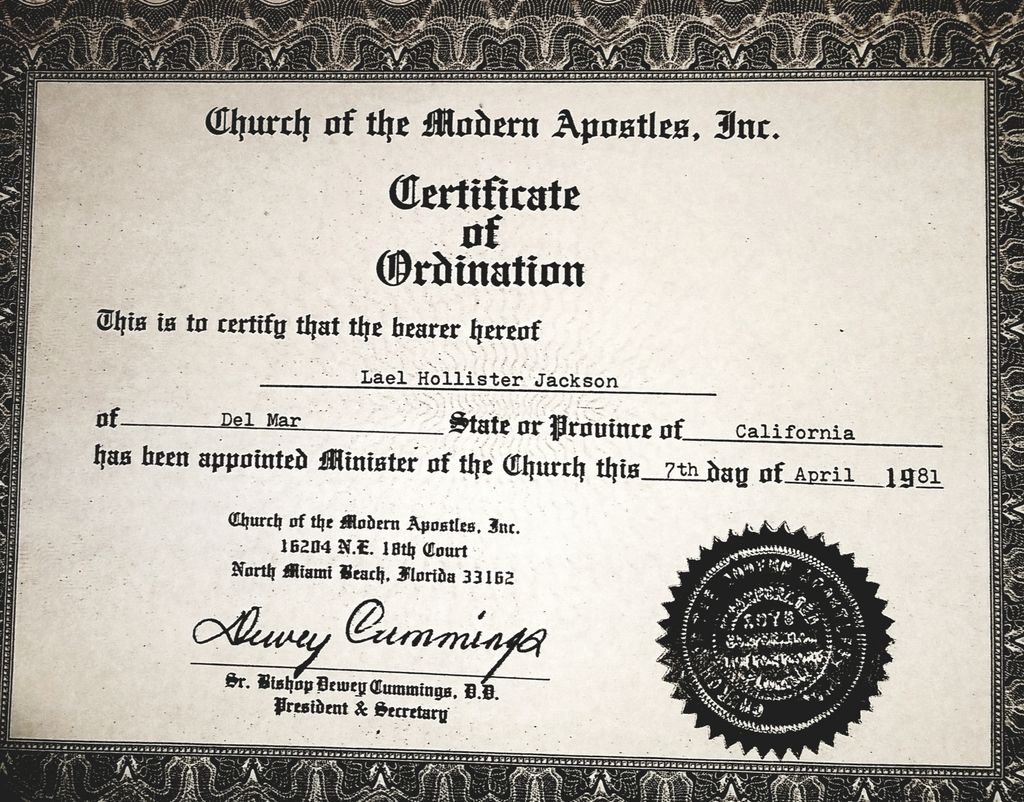 Church of the Modern Apostles, Inc.
Certificate
of
Ordination
This is to certify that the bearer hereof
Lael Hollister Jackson
of Del Mar State or Province of California
has been appointed Minister of the Church this 7th day of April 1981
Church of the Modern Apostles, Inc.
16204 N.E. 18th Court
North Miami Beach, Florida 33162
Dewey Cummings
Sr. Bishop Dewey Cummings, D.D.
President & Secretary